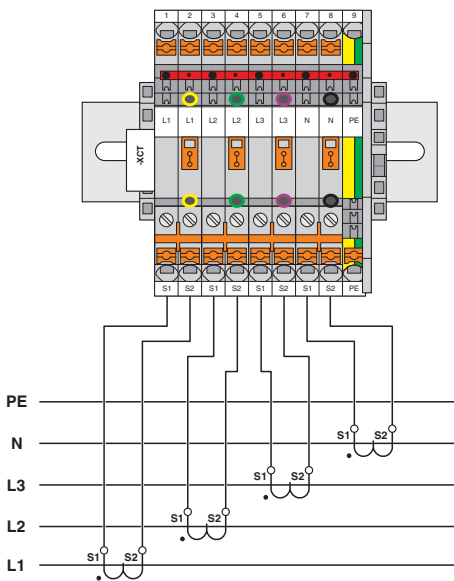 1 2 3 4 5 6 7 8 9
L1 L1 L2 L2 L3 L3 N N PE
-XCT
S1 S2 S1 S2 S1 S2 S1 S2 PE
PE
S1 S2
N
S1 S2
L3
S1 S2
L2
S1 S2
L1